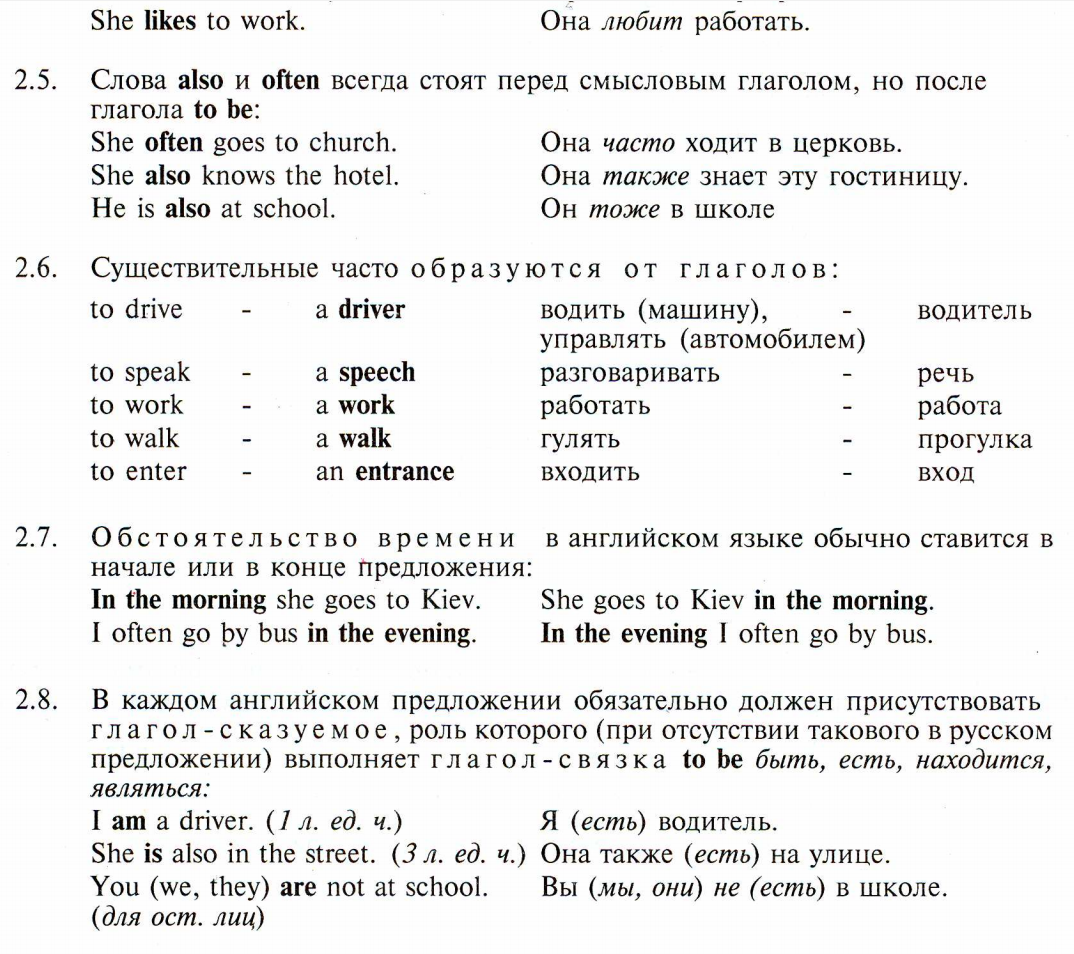 She likes to work. Она любит работать.
2.5. Слова also и often всегда стоят перед смысловым глаголом, но после
глагола to be:
She often goes to church. Она часто ходит в церковь.
She also knows the hotel. Она также знает эту гостиницу.
He is also at school. Он тоже в школе
2.6. Существительные часто образуются от глаголов:
to drive - a driver водить (машину), - водитель
управлять (автомобилем)
to speak - a speech разговаривать - речь
to work - a work работать - работа
to walk - a walk гулять - прогулка
to enter - an entrance входить - вход
2.7. Обстоятельство времени в английском языке обычно ставится в
начале или в конце предложения:
In the morning she goes to Kiev. She goes to Kiev in the morning.
I often go by bus in the evening. In the evening I often go by bus.
2.8. В каждом английском предложении обязательно должен присутствовать
глагол-сказуемое, роль которого (при отсутствии такового в русском
предложении) выполняет глагол-связка to be быть, есть, находится,
являться:
I am a driver. (1 л. ед. ч.) Я (есть) водитель.
She is also in the street. (3 л. ед. ч.) Она также (есть) на улице.
You (we, they) are not at school. Вы (мы, они) не (есть) в школе.
(для ост. лиц)